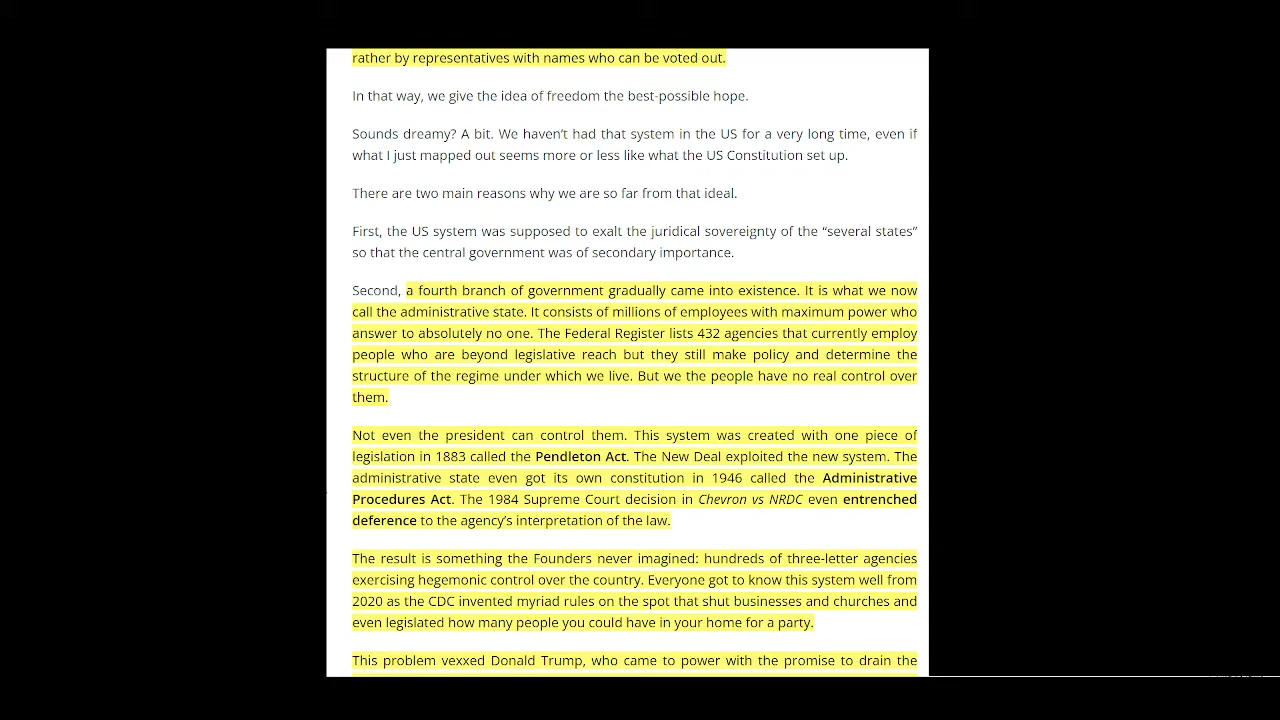 rather by representatives with names who can be voted out.
In that way, we give the idea of freedom the best-possible hope.
Sounds dreamy? A bit. We haven’t had that system in the US for a very long time, even if
what I just mapped out seems more or less like what the US Constitution set up.
There are two main reasons why we are so far from that ideal.
First, the US system was supposed to exalt the juridical sovereignty of the “several states”
so that the central government was of secondary importance.
Second, a fourth branch of government gradually came into existence. It is what we now
call the administrative state. It consists of millions of employees with maximum power who
answer to absolutely no one. The Federal Register lists 432 agencies that currently employ
people who are beyond legislative reach but they still make policy and determine the
structure of the regime under which we live. But we the people have no real control over
them.
Not even the president can control them. This system was created with one piece of
legislation in 1883 called the Pendleton Act. The New Deal exploited the new system. The
administrative state even got its own constitution in 1946 called the Administrative
Procedures Act. The 1984 Supreme Court decision in Chevron vs NRDC even entrenched
deference to the agency’s interpretation of the law.
The result is something the Founders never imagined: hundreds of three-letter agencies
exercising hegemonic control over the country. Everyone got to know this system well from
2020 as the CDC invented myriad rules on the spot that shut businesses and churches and
even legislated how many people you could have in your home for a party.
This problem vexxed Donald Trump, who came to power with the promise to drain the